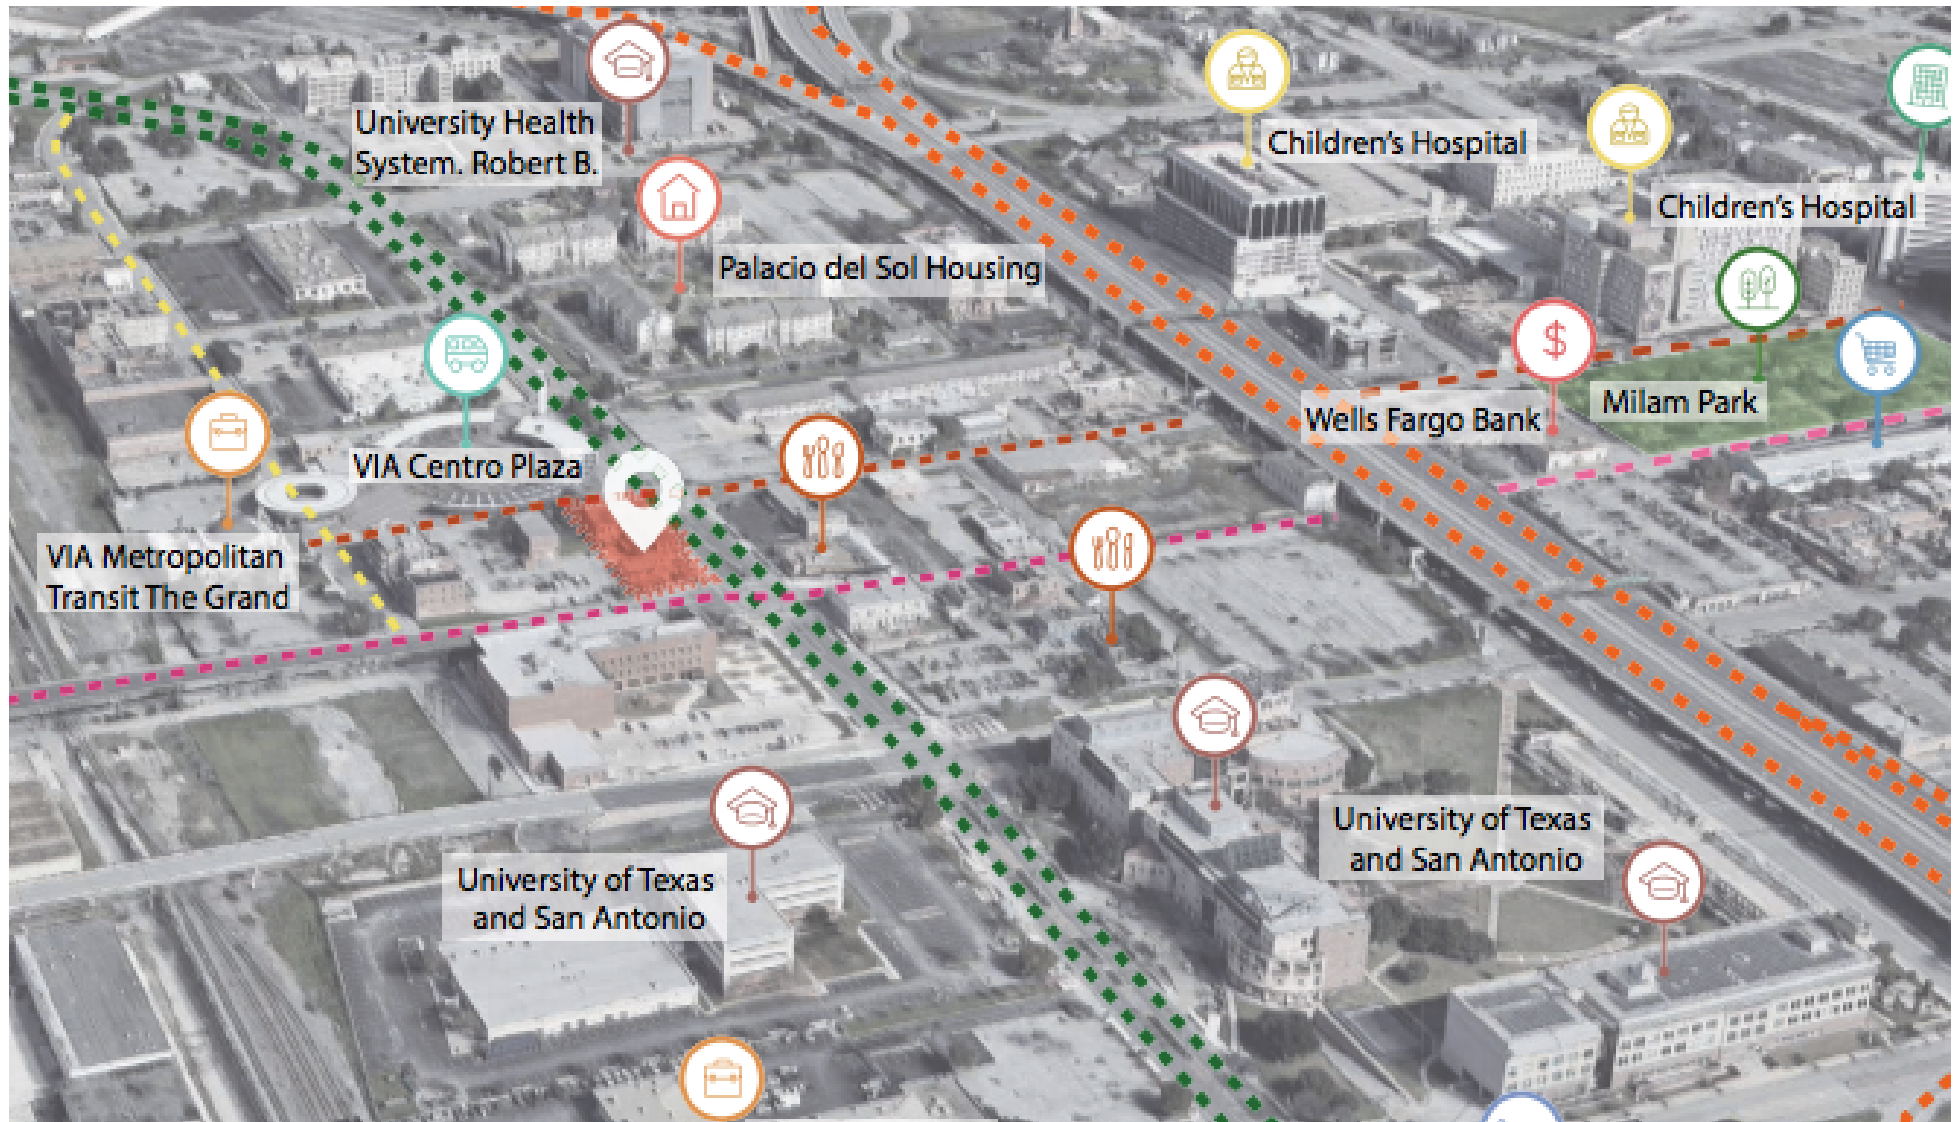 University Health
System. Robert B.
Children's Hospital
Children's Hospital
Palacio del Sol Housing
$
Wells Fargo Bank
Milam Park
VIA Centro Plaza
VIA Metropolitan
Transit The Grand
University of Texas
and San Antonio
University of Texas
and San Antonio